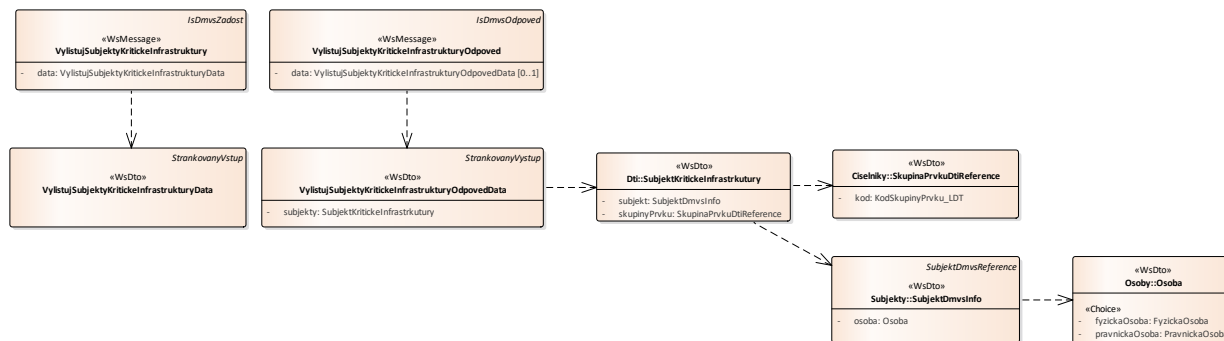 IsDmvsZadost
«WsMessage»
VylistujSubjektyKritickeInfrastruktury
- data: VylistujSubjektyKritickeInfrastrukturyData
IsDmvsOdpoved
«WsMessage»
VylistujSubjektyKritickeInfrastrukturyOdpoved
- data: VylistujSubjektyKritickeInfrastrukturyOdpovedData [0..1]
StrankovanyVstup
«WsDto»
VylistujSubjektyKritickeInfrastrukturyData
StrankovanyVystup
«WsDto»
VylistujSubjektyKritickeInfrastrukturyOdpovedData
- subjekty: SubjektKritickeInfrastrkutury
«WsDto»
Dti::SubjektKritickeInfrastrkutury
- subjekt: SubjektDmvsInfo
- skupinyPrvku: SkupinaPrvkuDtiReference
«WsDto»
Ciselniky::SkupinaPrvkuDtiReference
- kod: KodSkupinyPrvku_LDT
SubjektDmvsReference
«WsDto»
Subjekty::SubjektDmvsInfo
- osoba: Osoba
«WsDto»
Osoby::Osoba
«Choice»
- fyzickaOsoba: FyzickaOsoba
- pravnickaOsoba: PravnickaOsob